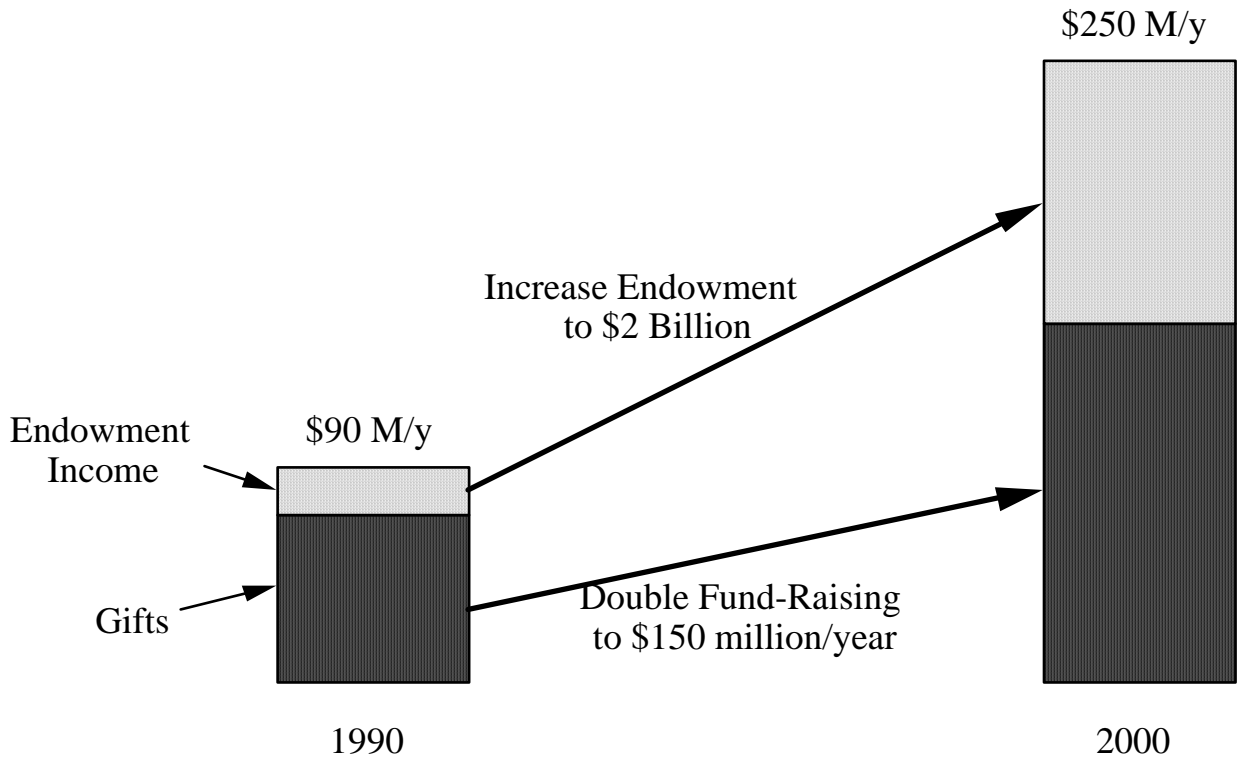 $250 M/y
Increase Endowment
to $2 Billion
Endowment
Income
$90 M/y
Gifts
Double Fund-Raising
to $150 million/year
1990
2000